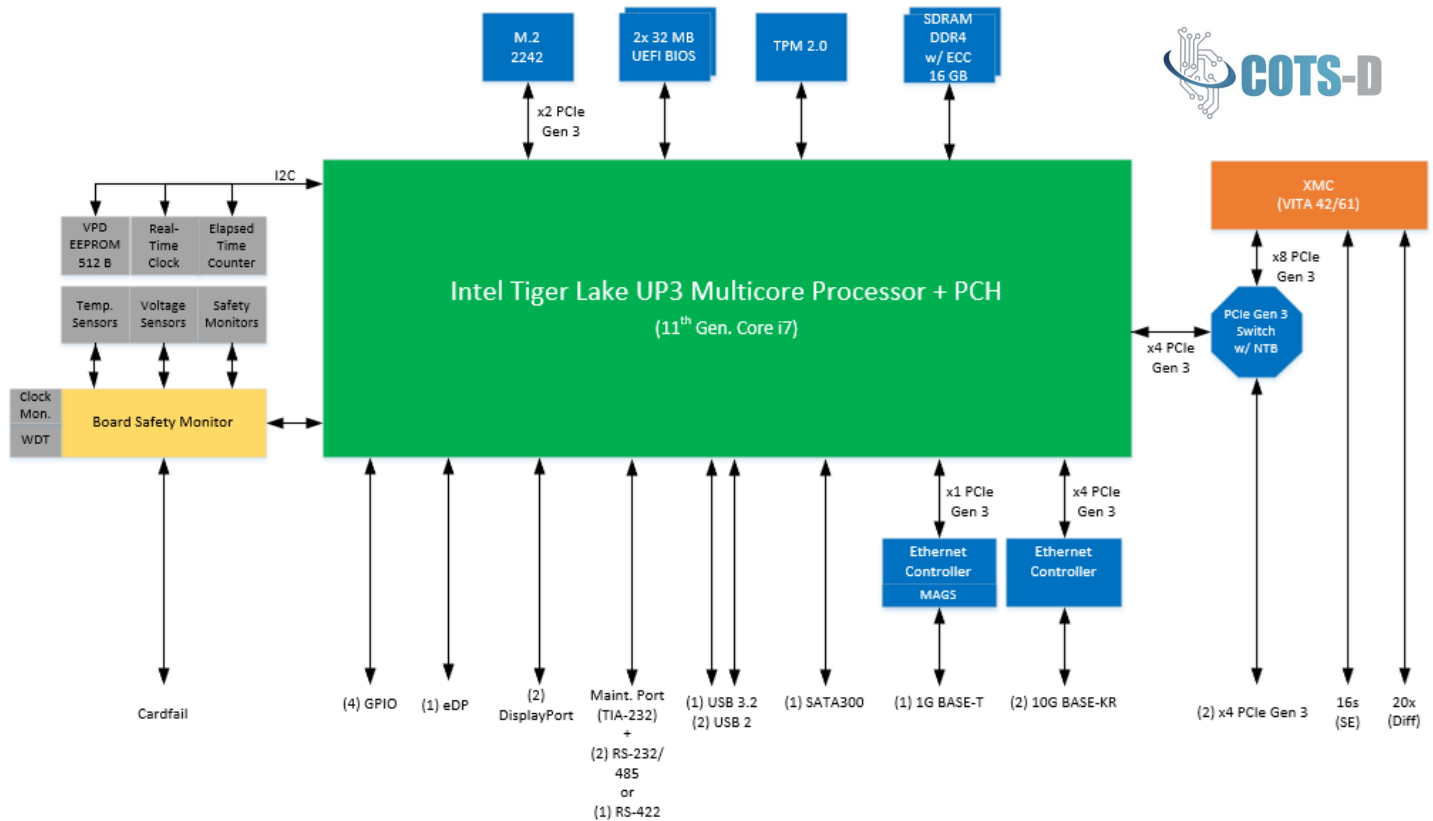 M.2
2242
2x 32 MB
UEFI BIOS
TPM 2.0
SDRAM
DDR4
w/ ECC
16 GB
COTS-D
x2 PCIe
Gen 3
I2C
XMC
(VITA 42/61)
VPD
EEPROM
512 B
Real-
Time
Clock
Elapsed
Time
Counter
x8 PCIe
Gen 3
Intel Tiger Lake UP3 Multicore Processor + PCH
(11th Gen. Core i7)
Temp.
Sensors
Voltage
Sensors
Safety
Monitors
PCIe Gen 3
Switch
w/ NTB
x4 PCIe
Gen 3
Clock
Mon.
WDT
Board Safety Monitor
x1 PCIe
Gen 3
x4 PCIe
Gen 3
Ethernet
Controller
MAGS
Ethernet
Controller
Cardfail
(4) GPIO
(1) eDP
(2)
DisplayPort
Maint. Port
(TIA-232)
+
(2) RS-232/
485
or
(1) RS-422
(1) USB 3.2
(2) USB 2
(1) SATA300
(1) 1G BASE-T
(2) 10G BASE-KR
(2) x4 PCIe Gen 3
16s
(SE)
20x
(Diff)